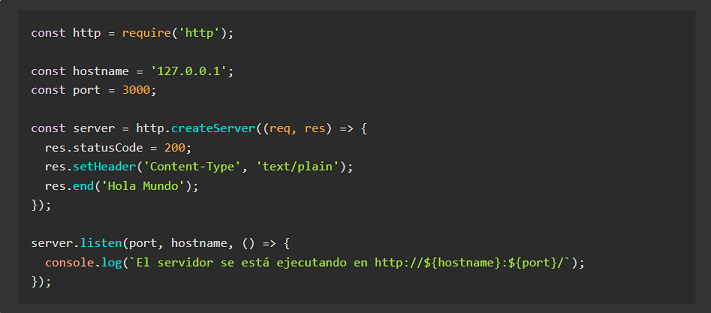 const http = require('http');
const hostname = '127.0.0.1';
const port = 3000;
const server = http.createServer((req, res) => {
  res.statusCode = 200;
  res.setHeader('Content-Type', 'text/plain');
  res.end('Hola Mundo');
});
server.listen(port, hostname, () => {
  console.log(`El servidor se está ejecutando en http://${hostname}:${port}/`);
});